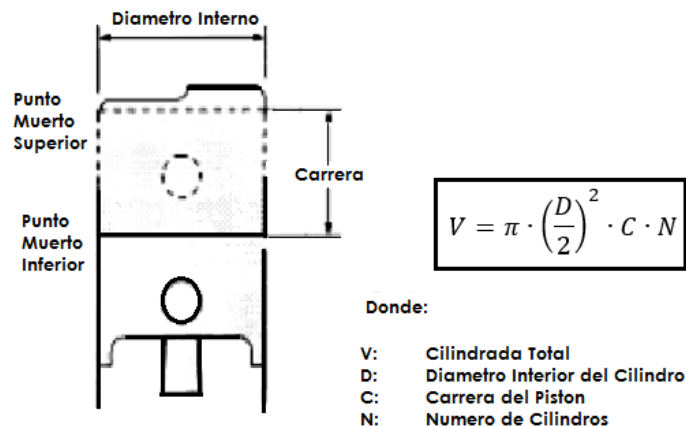 Diametro Interno
Punto
Muerto
Superior
Carrera
Punto
Muerto
Inferior
V = π · (D/2)² · C · N
Donde:
V: Cilindrada Total
D: Diametro Interior del Cilindro
C: Carrera del Piston
N: Numero de Cilindros